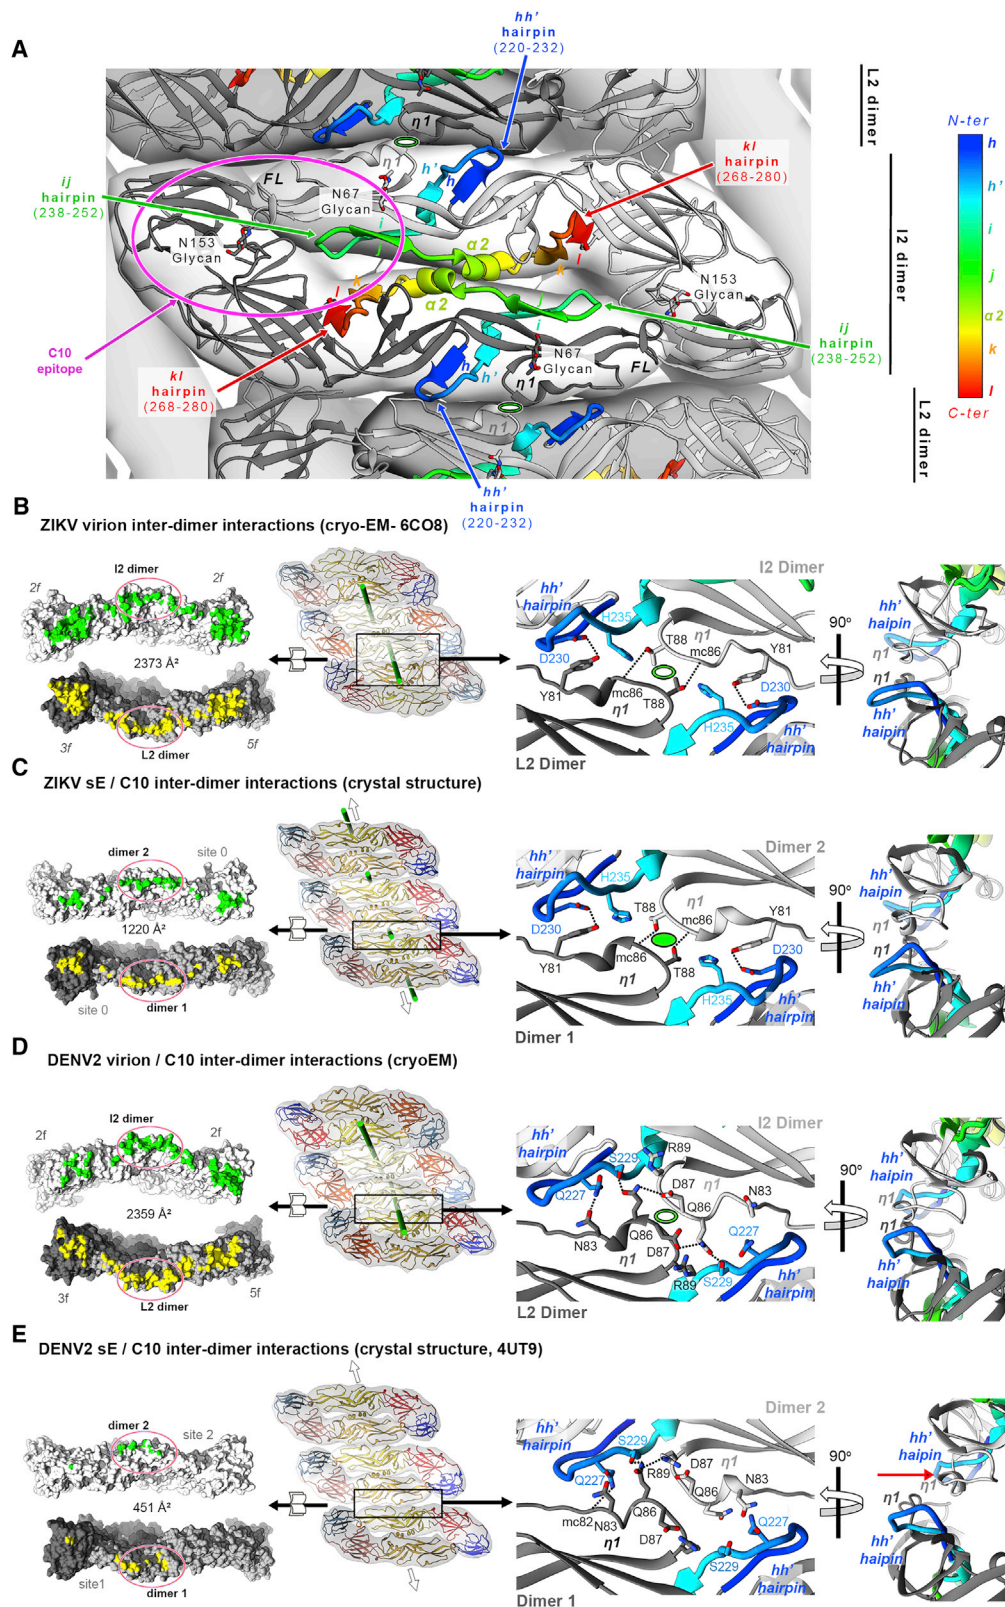 A
hh'
hairpin
(220-232)
L2 dimer
N-ter
h
h'
i
j
α2
k
l
C-ter
η1
kl
hairpin
(268-280)
I2 dimer
FL
η1
h'
h
ij
hairpin
(238-252)
N67
Glycan
i
j
N153
Glycan
α2
l
k
N153
Glycan
l
k
α2
i
j
C10
epitope
h
h'
N67
Glycan
η1
FL
ij
hairpin
(238-252)
kl
hairpin
(268-280)
η1
L2 dimer
hh'
hairpin
(220-232)
B
ZIKV virion inter-dimer interactions (cryo-EM- 6CO8)
I2 dimer
2f
2f
2373 Å²
3f
L2 dimer
5f
I2 Dimer
hh'
hairpin
H235
D230
T88
η1
mc86
Y81
Y81
mc86
T88
η1
D230
H235
hh'
hairpin
L2 Dimer
90º
hh'
haipin
η1
hh'
haipin
C
ZIKV sE / C10 inter-dimer interactions (crystal structure)
dimer 2
site 0
1220 Å²
site 0
dimer 1
Dimer 2
hh'
hairpin
H235
T88
η1
mc86
Y81
D230
Y81
mc86
T88
η1
D230
H235
hh'
hairpin
Dimer 1
90º
hh'
haipin
η1
η1
hh'
haipin
D
DENV2 virion / C10 inter-dimer interactions (cryoEM)
I2 dimer
2f
2f
2359 Å²
3f
L2 dimer
5f
I2 Dimer
hh'
hairpin
R89
S229
D87
η1
Q227
N83
Q86
N83
Q86
D87
Q227
η1
R89
S229
hh'
hairpin
L2 Dimer
90º
hh'
haipin
η1
η1
hh'
haipin
E
DENV2 sE / C10 inter-dimer interactions (crystal structure, 4UT9)
dimer 2
site 2
451 Å²
site1
dimer 1
Dimer 2
hh'
hairpin
S229
D87
η1
R89
Q227
Q86
N83
mc82
N83
Q86
Q227
η1
D87
S229
hh'
hairpin
Dimer 1
90º
hh'
haipin
η1
η1
hh'
haipin